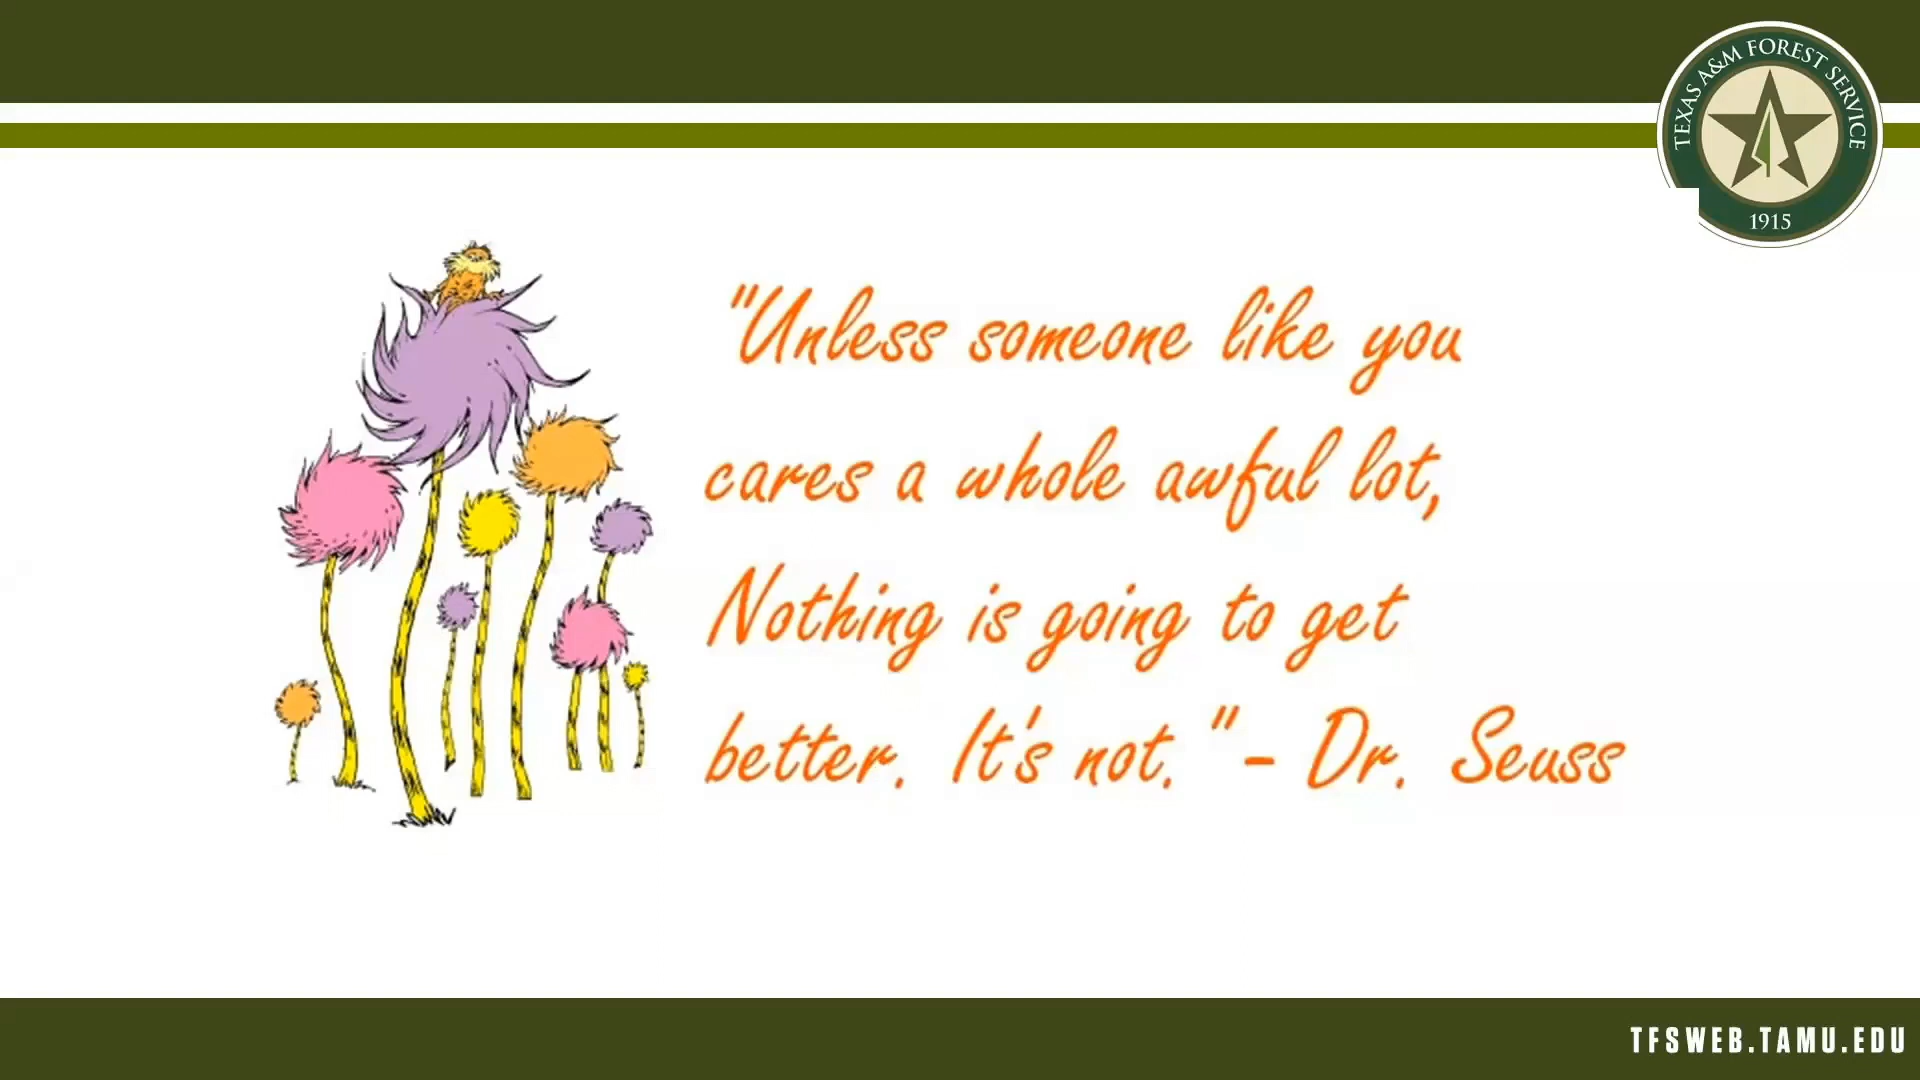 TEXAS A&M FOREST SERVICE
1915
"Unless someone like you
cares a whole awful lot,
Nothing is going to get
better. It's not." - Dr. Seuss
TFSWEB.TAMU.EDU